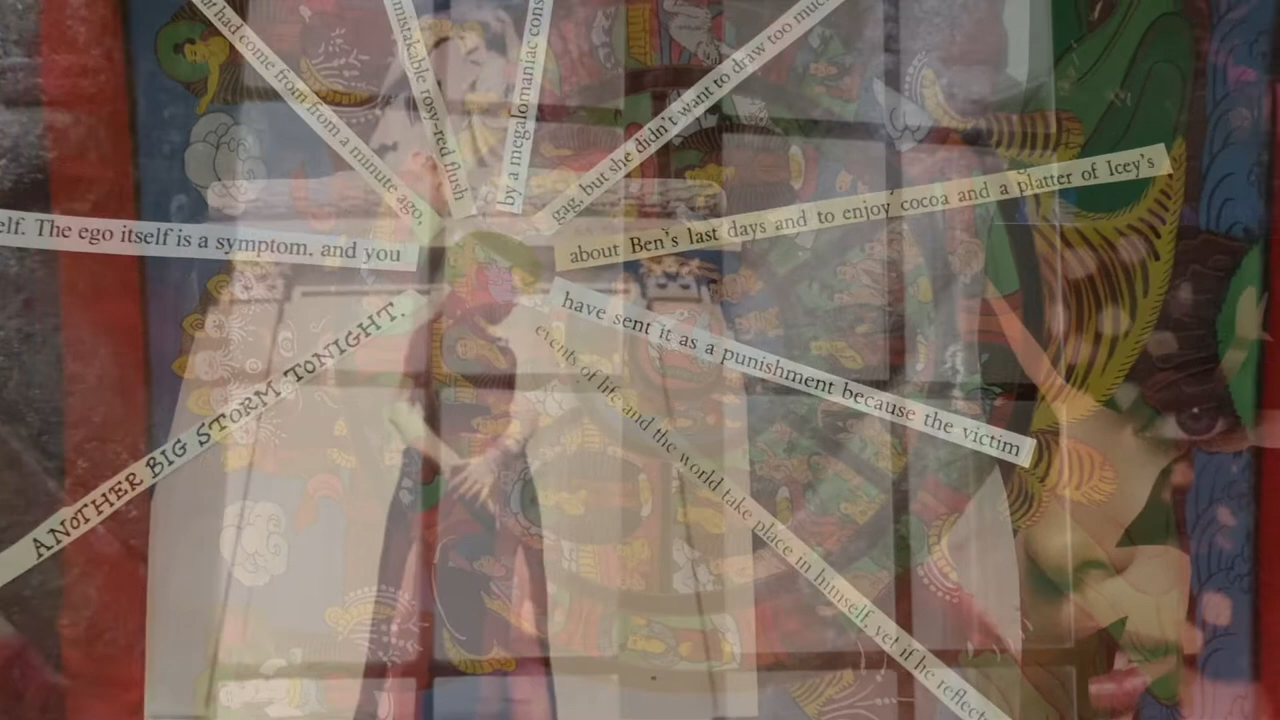 had come from from a minute ago,
mistakable rosy-red flush
by a megalomaniac cons
gag, but she didn't want to draw too much
about Ben's last days and to enjoy cocoa and a platter of Icey's
elf. The ego itself is a symptom, and you
have sent it as a punishment because the victim
ANOTHER BIG STORM TONIGHT.
events of life and the world take place in himself, yet if he reflect